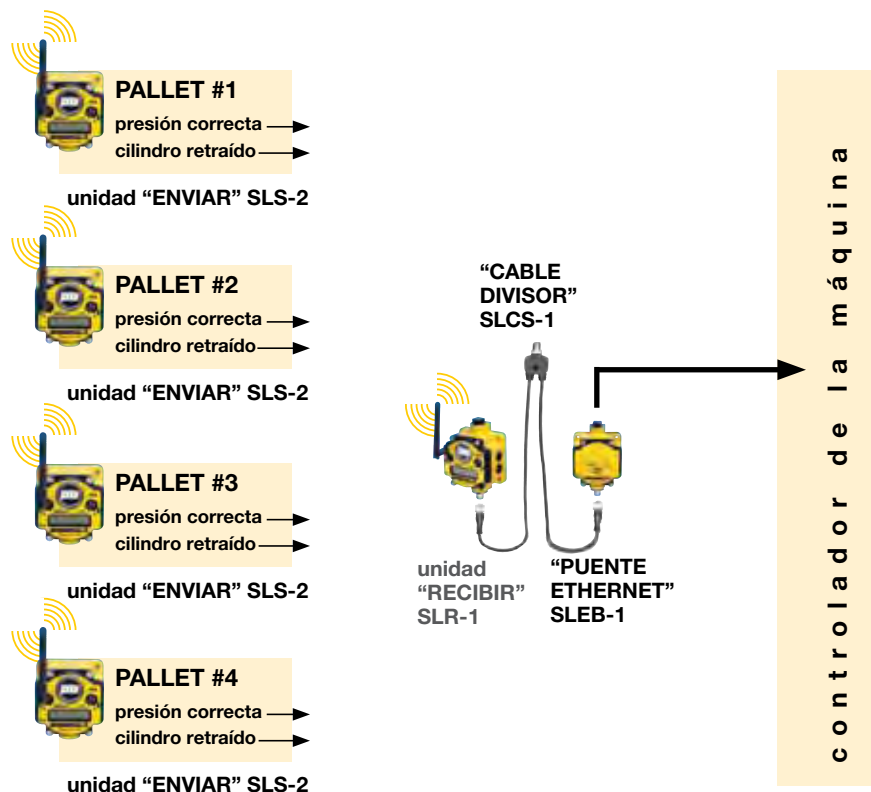 PALLET #1
presión correcta
cilindro retraído
unidad “ENVIAR” SLS-2
PALLET #2
presión correcta
cilindro retraído
unidad “ENVIAR” SLS-2
PALLET #3
presión correcta
cilindro retraído
unidad “ENVIAR” SLS-2
PALLET #4
presión correcta
cilindro retraído
unidad “ENVIAR” SLS-2
“CABLE
DIVISOR”
SLCS-1
unidad
“RECIBIR”
SLR-1
“PUENTE
ETHERNET”
SLEB-1
controlador de la máquina